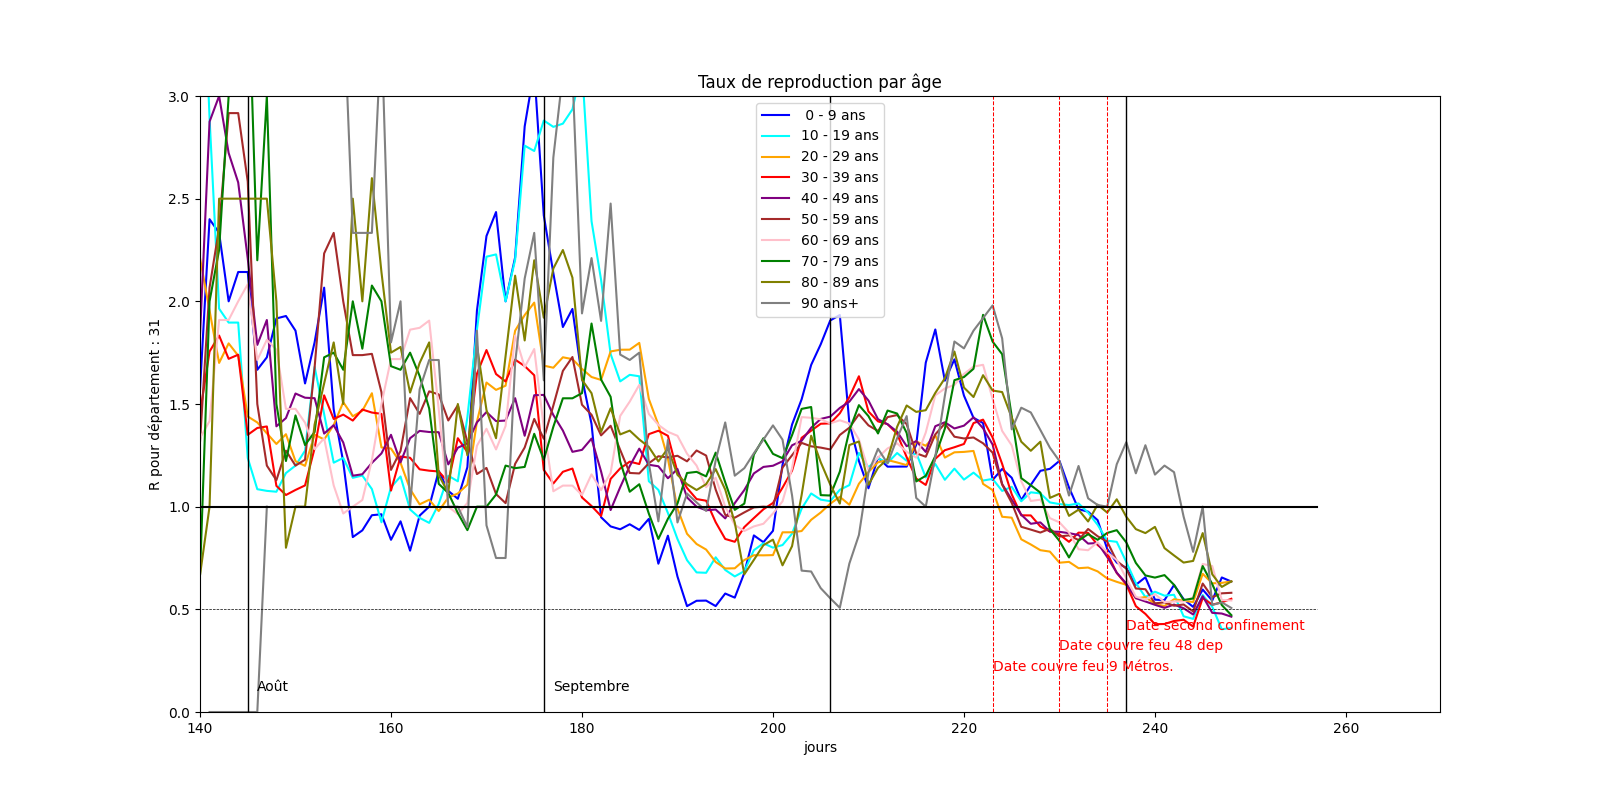 Taux de reproduction par âge
R pour département : 31
3.0
2.5
2.0
1.5
1.0
0.5
0.0
0 - 9 ans
10 - 19 ans
20 - 29 ans
30 - 39 ans
40 - 49 ans
50 - 59 ans
60 - 69 ans
70 - 79 ans
80 - 89 ans
90 ans+
Date second confinement
Date couvre feu 48 dep
Date couvre feu 9 Métros.
Août
Septembre
140
160
180
200
220
240
260
jours